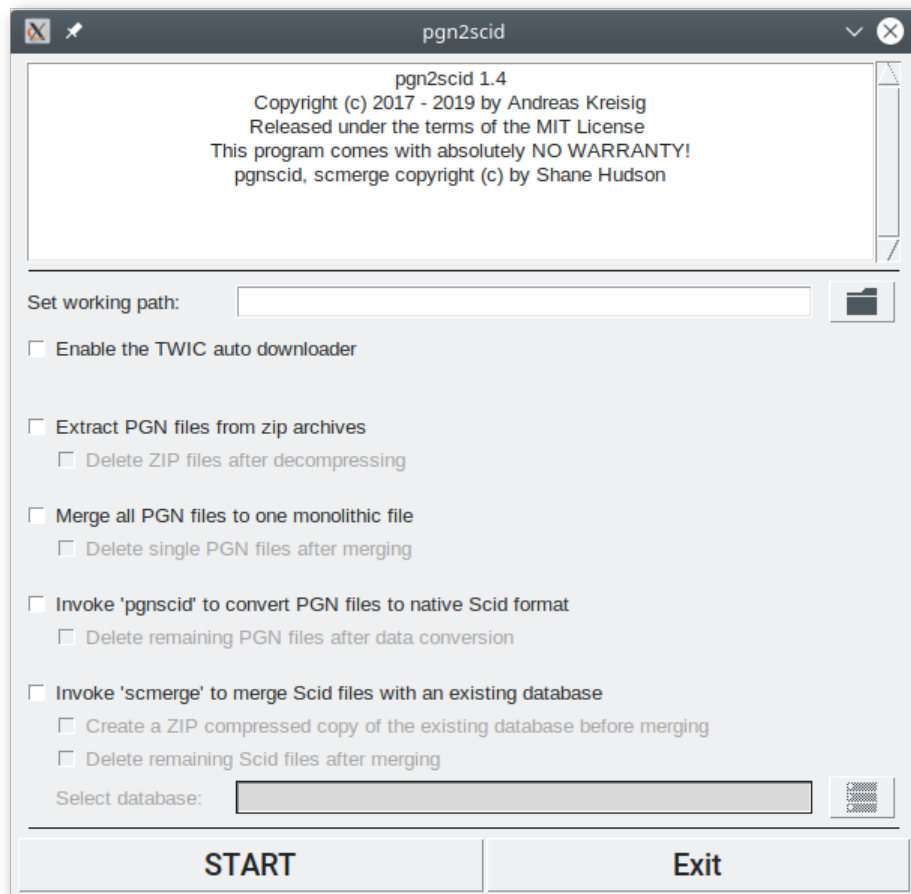 pgn2scid
pgn2scid 1.4
Copyright (c) 2017 - 2019 by Andreas Kreisig
Released under the terms of the MIT License
This program comes with absolutely NO WARRANTY!
pgnscid, scmerge copyright (c) by Shane Hudson
Set working path:
Enable the TWIC auto downloader
Extract PGN files from zip archives
Delete ZIP files after decompressing
Merge all PGN files to one monolithic file
Delete single PGN files after merging
Invoke 'pgnscid' to convert PGN files to native Scid format
Delete remaining PGN files after data conversion
Invoke 'scmerge' to merge Scid files with an existing database
Create a ZIP compressed copy of the existing database before merging
Delete remaining Scid files after merging
Select database:
START Exit